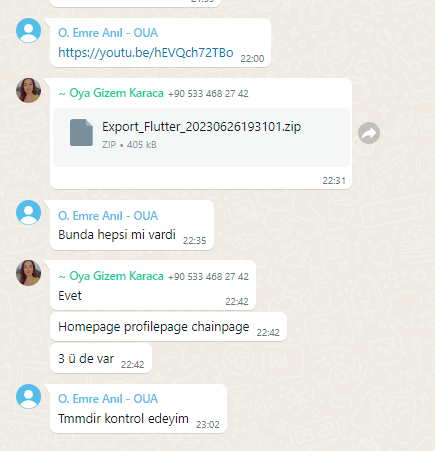 O. Emre Anıl - OUA
https://youtu.be/hEVQch72TBo 22:00
~ Oya Gizem Karaca +90 533 468 27 42
Export_Flutter_20230626193101.zip
ZIP • 405 kB
22:31
O. Emre Anıl - OUA
Bunda hepsi mi vardi 22:35
~ Oya Gizem Karaca +90 533 468 27 42
Evet 22:42
Homepage profilepage chainpage 22:42
3 ü de var 22:42
O. Emre Anıl - OUA
Tmmdir kontrol edeyim 23:02